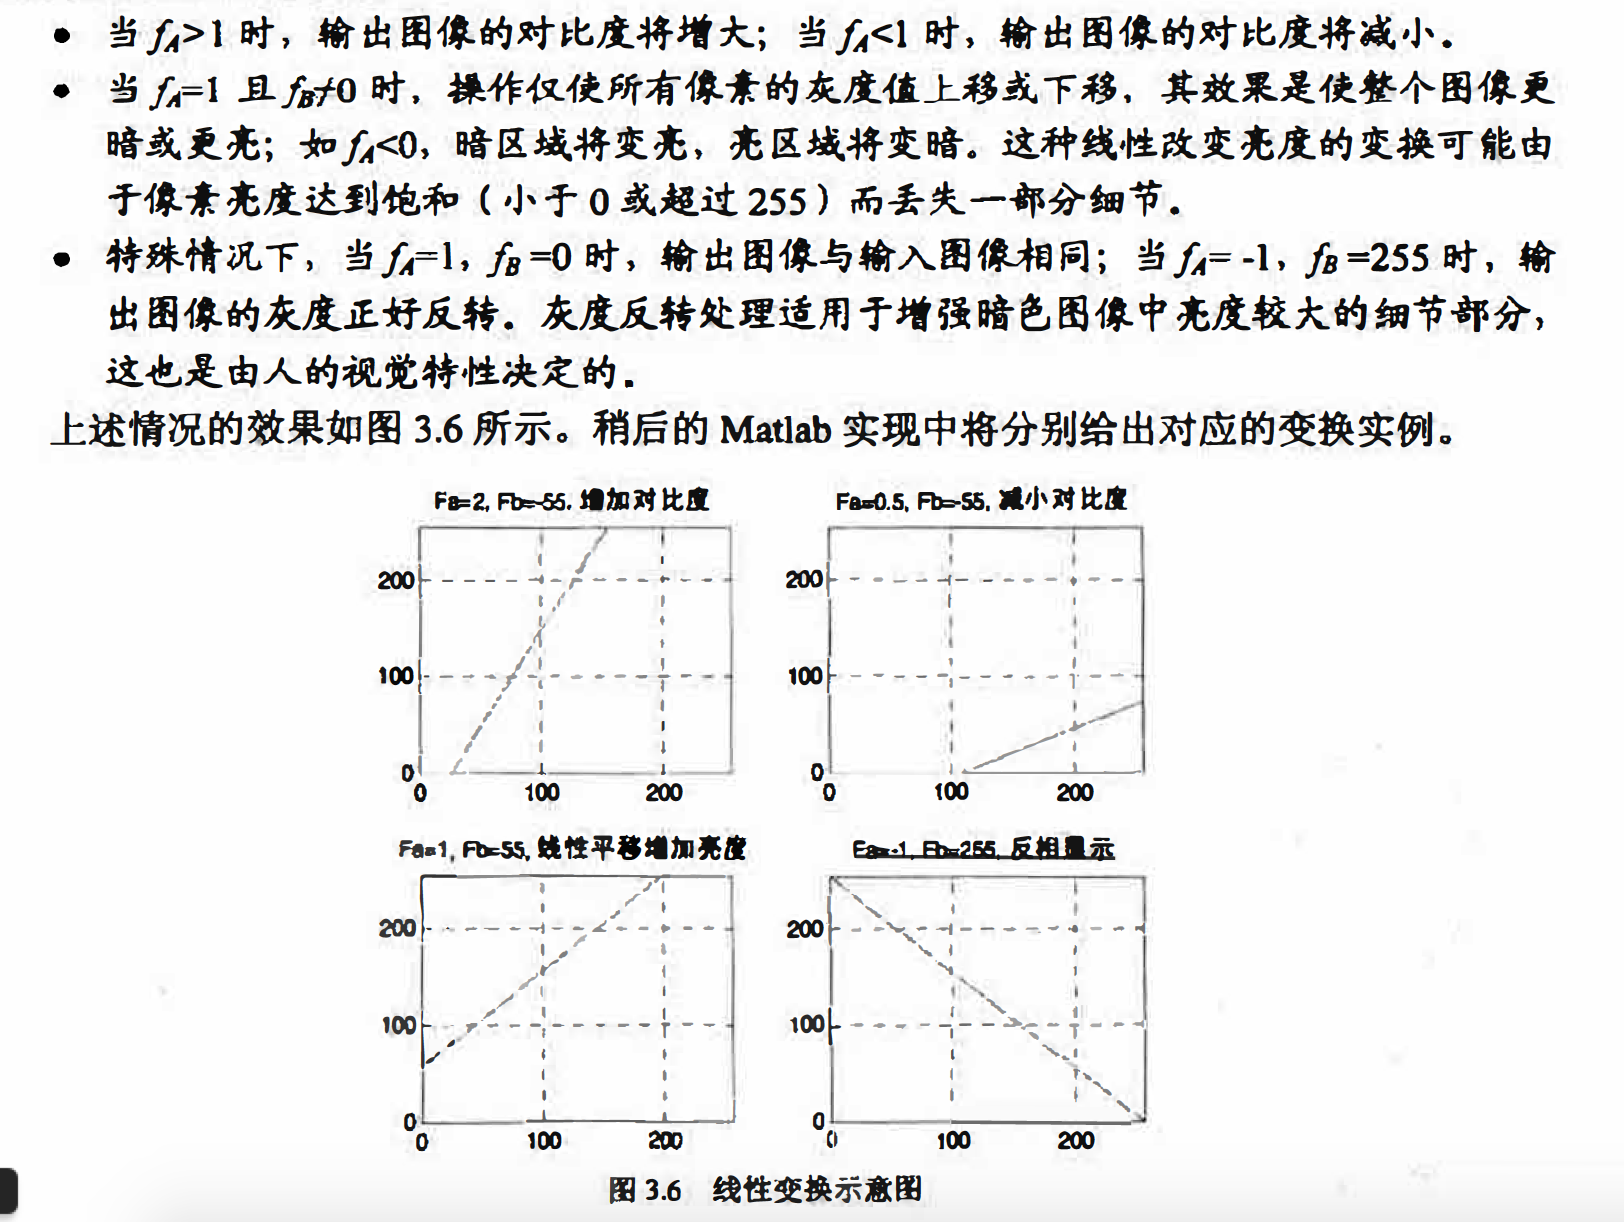 ● 当 fA>1 时，输出图像的对比度将增大；当 fA<1 时，输出图像的对比度将减小。
● 当 fA=1 且 fB≠0 时，操作仅使所有像素的灰度值上移或下移，其效果是使整个图像更
暗或更亮；如 fA<0，暗区域将变亮，亮区域将变暗。这种线性改变亮度的变换可能由
于像素亮度达到饱和（小于 0 或超过 255）而丢失一部分细节。
● 特殊情况下，当 fA=1，fB =0 时，输出图像与输入图像相同；当 fA= -1，fB =255 时，输
出图像的灰度正好反转。灰度反转处理适用于增强暗色图像中亮度较大的细节部分，
这也是由人的视觉特性决定的。
上述情况的效果如图 3.6 所示。稍后的 Matlab 实现中将分别给出对应的变换实例。
Fa=2, Fb=-55, 增加对比度
200
100
0
0 100 200
Fa=0.5, Fb=-55, 减小对比度
200
100
0
0 100 200
Fa=1, Fb=55, 线性平移增加亮度
200
100
0
0 100 200
Fa=-1, Fb=255, 反相显示
200
100
0
0 100 200
图 3.6 线性变换示意图